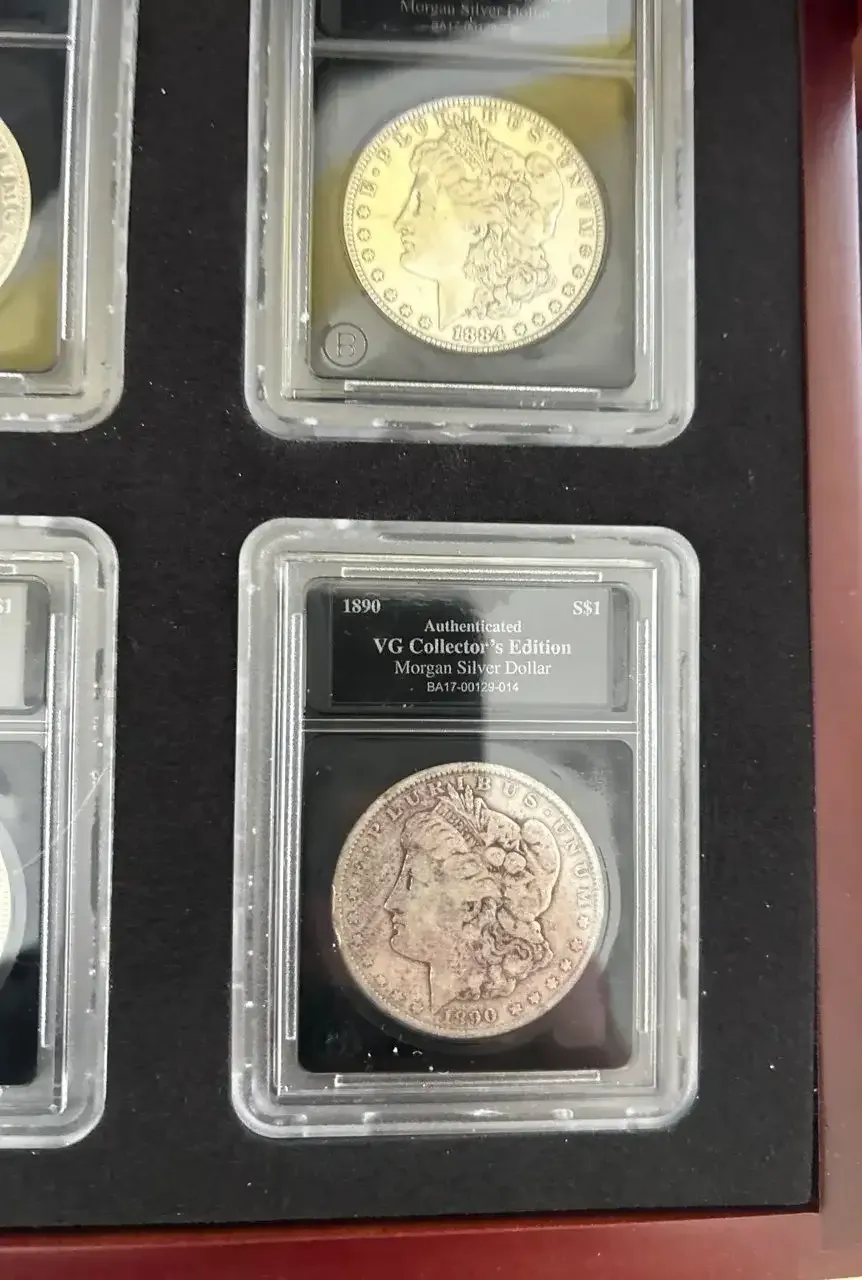 Morgan Silver Dollar
E·PLURIBUS·UNUM
1884
B
$1
1890 S$1
Authenticated
VG Collector's Edition
Morgan Silver Dollar
BA17-00129-014
E·PLURIBUS·UNUM
1890